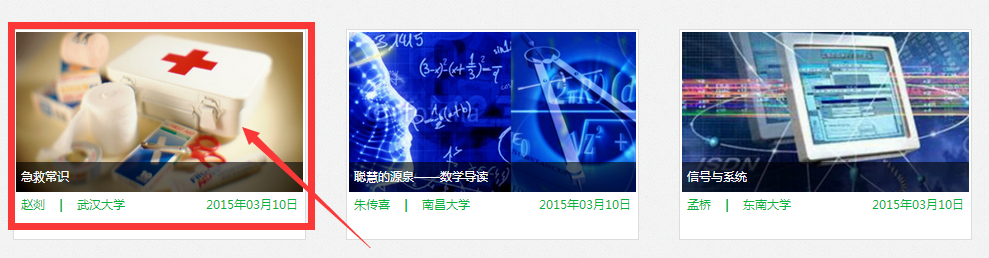 急救常识
赵剡 | 武汉大学 2015年03月10日
3.1415
聪慧的源泉——数学导读
朱传喜 | 南昌大学 2015年03月10日
ISDN
信号与系统
孟桥 | 东南大学 2015年03月10日